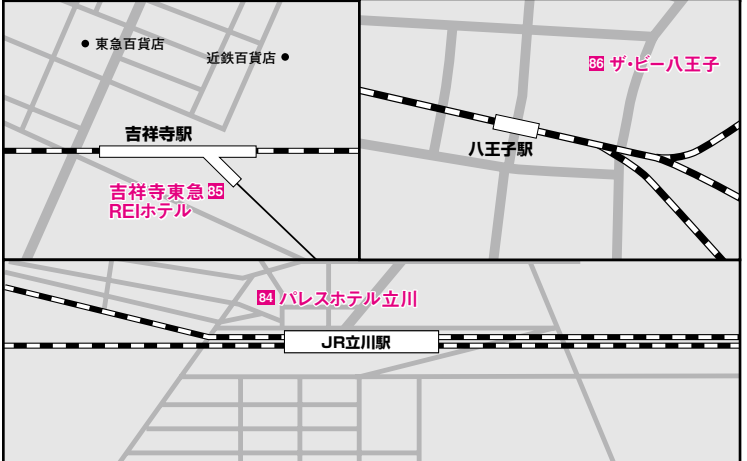 東急百貨店
近鉄百貨店
吉祥寺駅
吉祥寺東急 85
REIホテル
86 ザ・ビー八王子
八王子駅
84 パレスホテル立川
JR立川駅